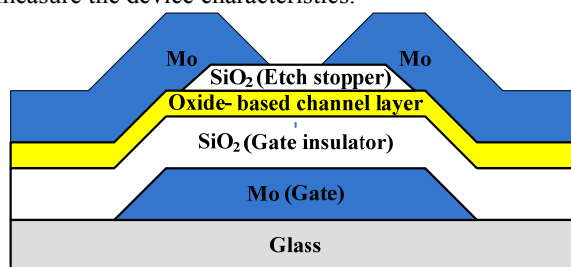 measure the device characteristics.
Mo Mo
SiO₂ (Etch stopper)
Oxide- based channel layer
SiO₂ (Gate insulator)
Mo (Gate)
Glass